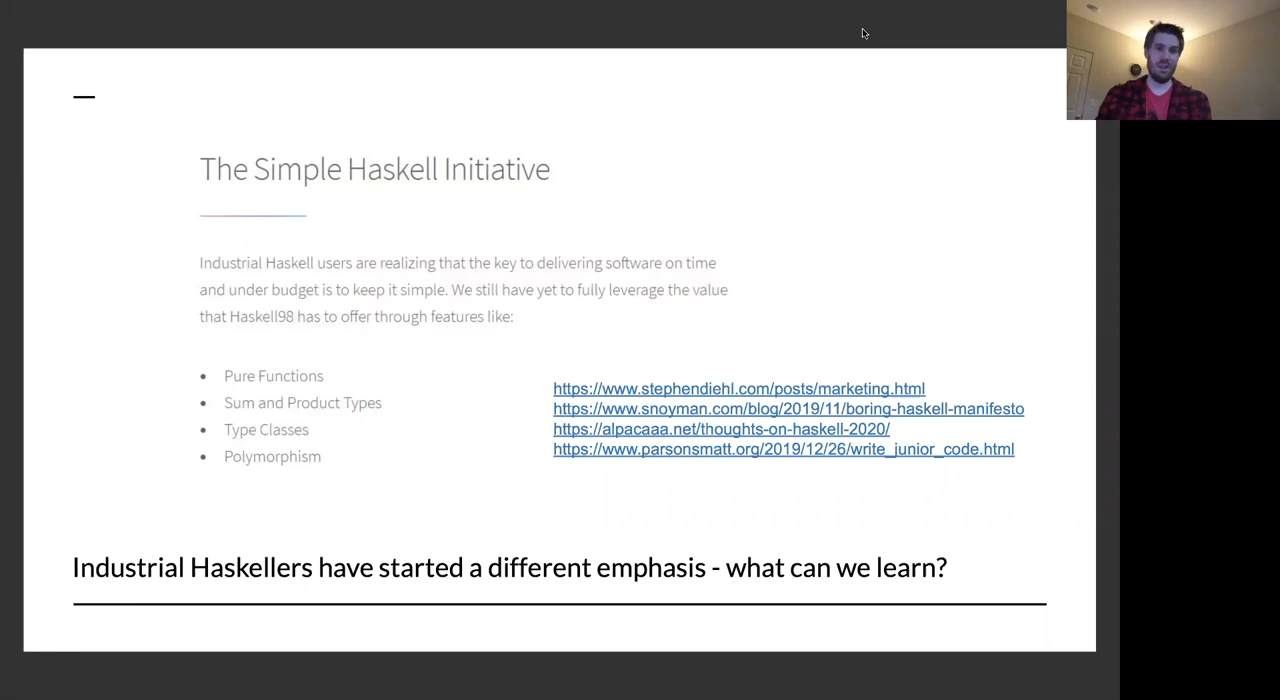 The Simple Haskell Initiative
Industrial Haskell users are realizing that the key to delivering software on time
and under budget is to keep it simple. We still have yet to fully leverage the value
that Haskell98 has to offer through features like:
• Pure Functions
• Sum and Product Types
• Type Classes
• Polymorphism
https://www.stephendiehl.com/posts/marketing.html
https://www.snoyman.com/blog/2019/11/boring-haskell-manifesto
https://alpacaaa.net/thoughts-on-haskell-2020/
https://www.parsonsmatt.org/2019/12/26/write_junior_code.html
Industrial Haskellers have started a different emphasis - what can we learn?